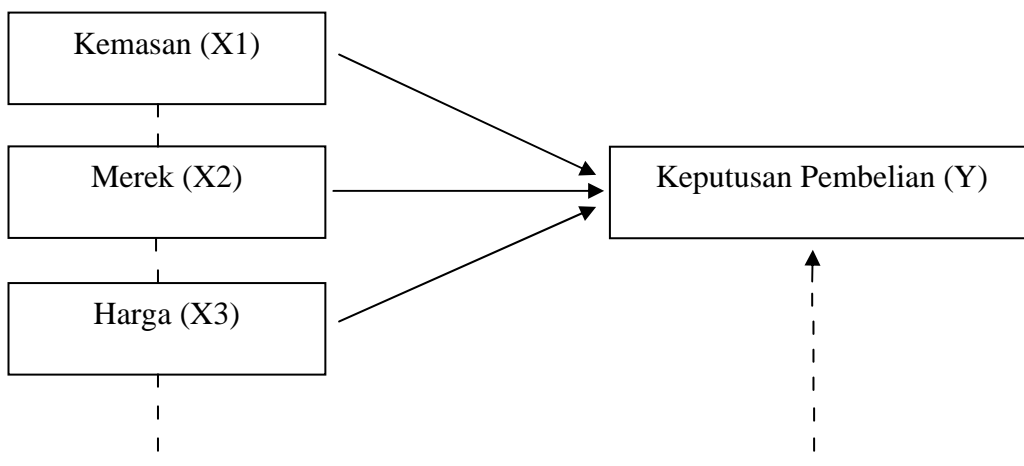 Kemasan (X1)
Merek (X2)
Keputusan Pembelian (Y)
Harga (X3)